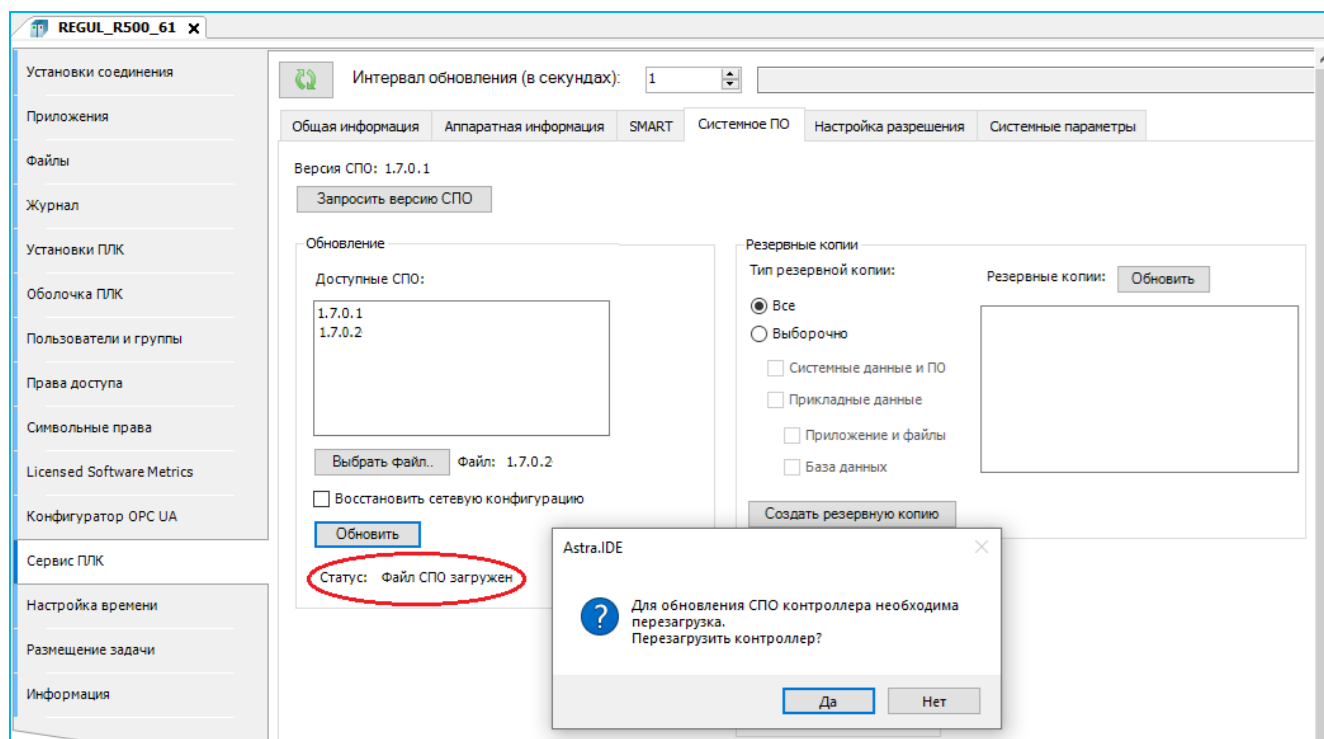 REGUL_R500_61 X
Установки соединения
Приложения
Файлы
Журнал
Установки ПЛК
Оболочка ПЛК
Пользователи и группы
Права доступа
Символьные права
Licensed Software Metrics
Конфигуратор OPC UA
Сервис ПЛК
Настройка времени
Размещение задачи
Информация
Интервал обновления (в секундах): 1
Общая информация Аппаратная информация SMART Системное ПО Настройка разрешения Системные параметры
Версия СПО: 1.7.0.1
Запросить версию СПО
Обновление
Доступные СПО:
1.7.0.1
1.7.0.2
Выбрать файл.. Файл: 1.7.0.2
Восстановить сетевую конфигурацию
Обновить
Статус: Файл СПО загружен
Резервные копии
Тип резервной копии:
Все
Выборочно
Системные данные и ПО
Прикладные данные
Приложение и файлы
База данных
Создать резервную копию
Резервные копии: Обновить
Astra.IDE
Для обновления СПО контроллера необходима
перезагрузка.
Перезагрузить контроллер?
Да Нет